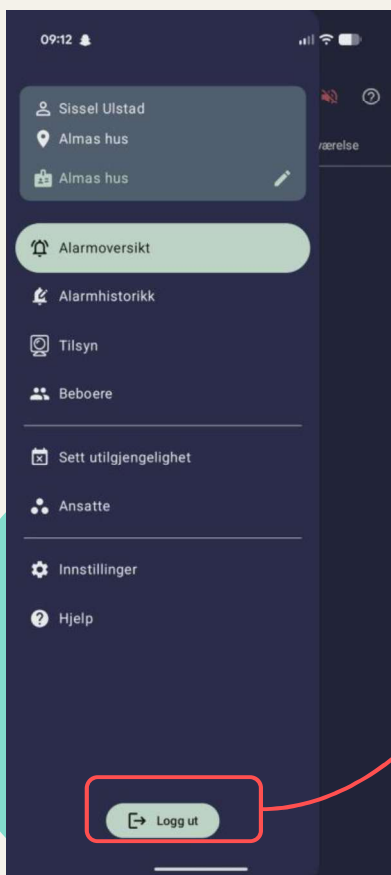 09:12
Sissel Ulstad
Almas hus
Almas hus
værelse
Alarmoversikt
Alarmhistorikk
Tilsyn
Beboere
Sett utilgjengelighet
Ansatte
Innstillinger
Hjelp
Logg ut